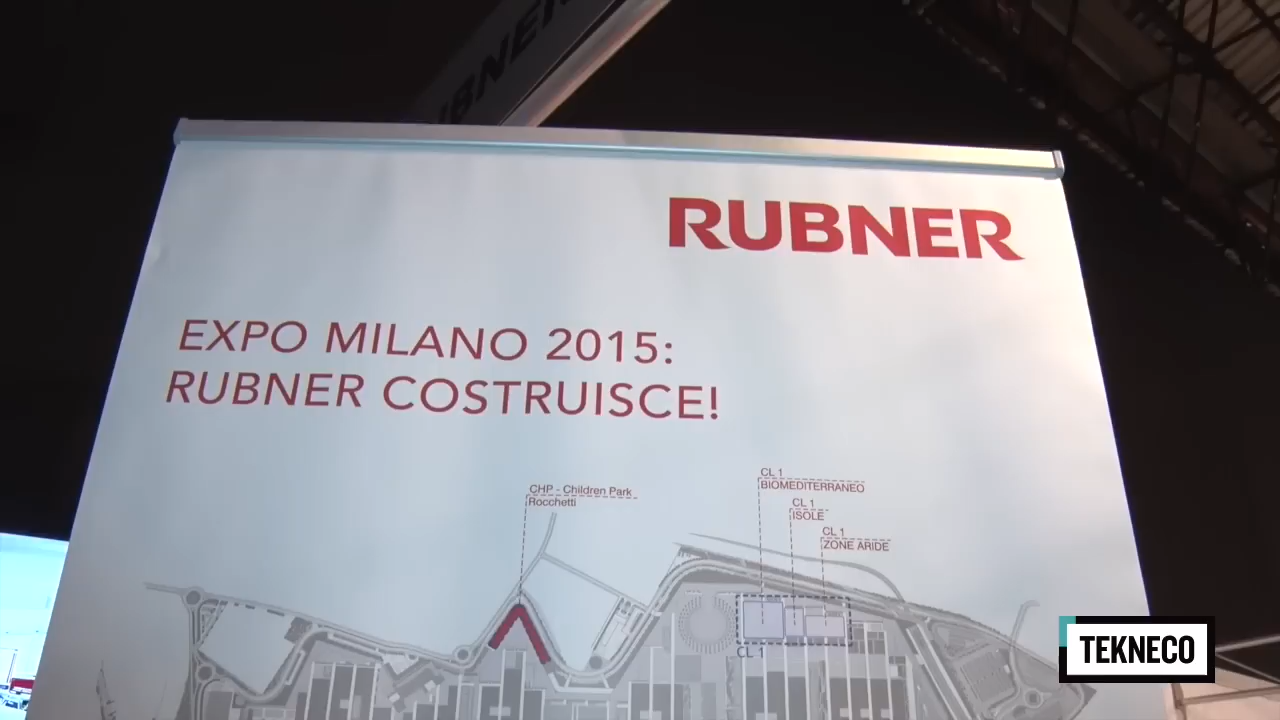 RUBNER
EXPO MILANO 2015:
RUBNER COSTRUISCE!
CHP - Children Park
Rocchetti
CL 1
BIOMEDITERRANEO
CL 1
ISOLE
CL 1
ZONE ARIDE
CL 1
TEKNECO